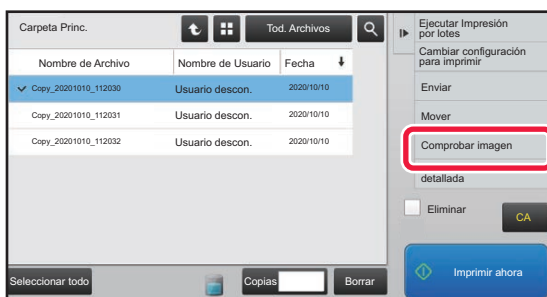 Carpeta Princ.
Tod. Archivos
Nombre de Archivo Nombre de Usuario Fecha
Copy_20201010_112030 Usuario descon. 2020/10/10
Copy_20201010_112031 Usuario descon. 2020/10/10
Copy_20201010_112032 Usuario descon. 2020/10/10
Seleccionar todo
Copias
Borrar
Ejecutar Impresión
por lotes
Cambiar configuración
para imprimir
Enviar
Mover
Comprobar imagen
detallada
Eliminar
CA
Imprimir ahora